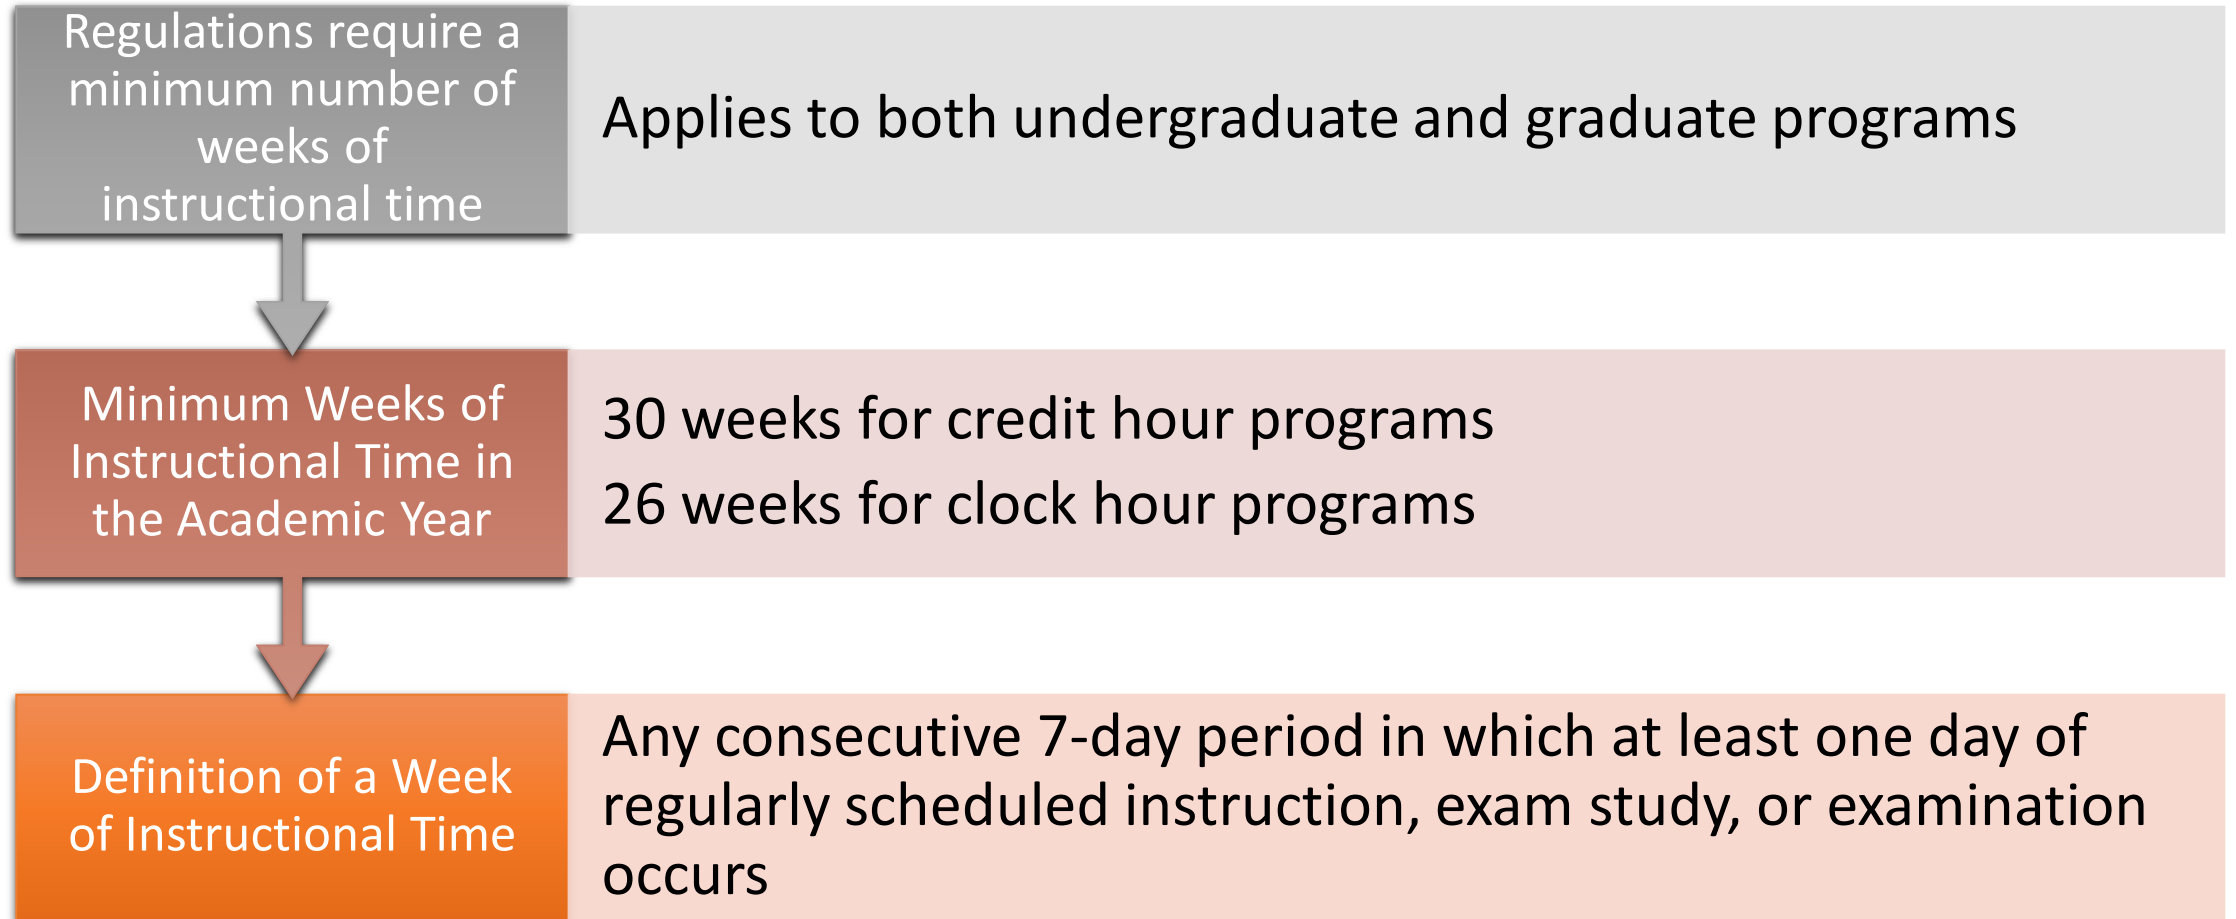 Regulations require a
minimum number of
weeks of
instructional time
Applies to both undergraduate and graduate programs
Minimum Weeks of
Instructional Time in
the Academic Year
30 weeks for credit hour programs
26 weeks for clock hour programs
Definition of a Week
of Instructional Time
Any consecutive 7-day period in which at least one day of
regularly scheduled instruction, exam study, or examination
occurs